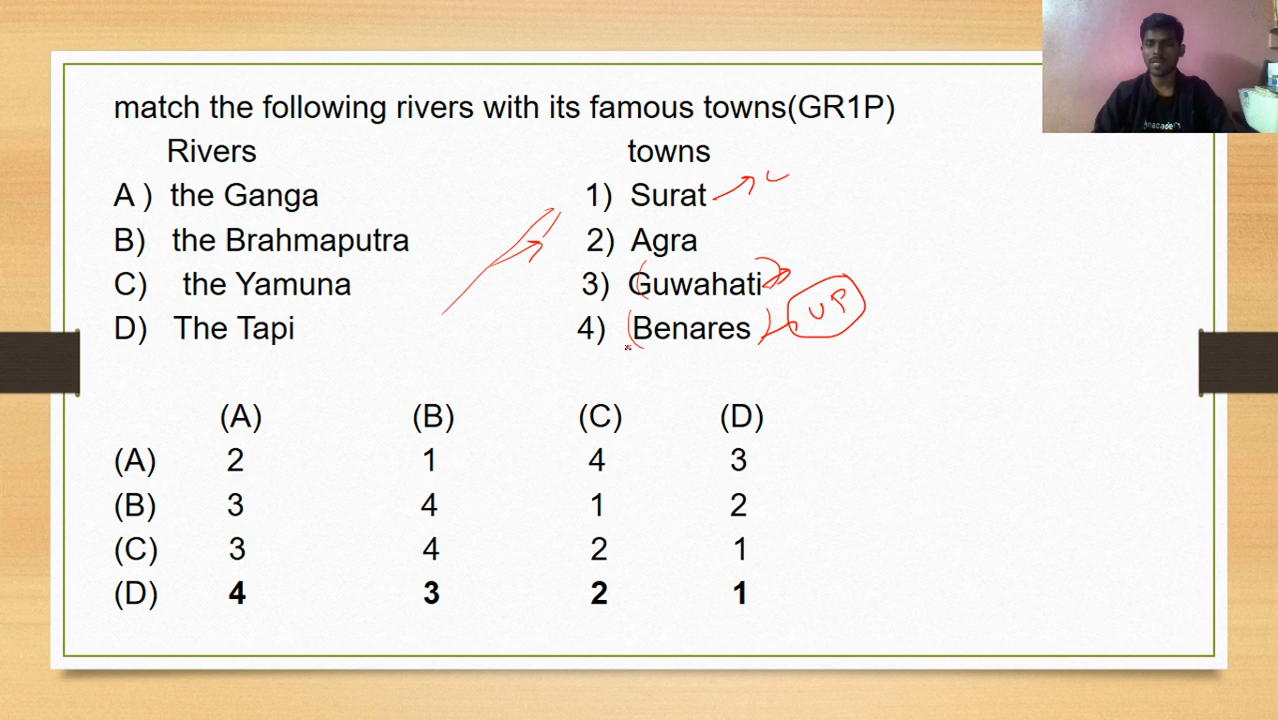 match the following rivers with its famous towns(GR1P)
Rivers towns
A ) the Ganga 1) Surat
B) the Brahmaputra 2) Agra
C) the Yamuna 3) Guwahati
D) The Tapi 4) Benares
UP
(A) (B) (C) (D)
(A) 2 1 4 3
(B) 3 4 1 2
(C) 3 4 2 1
(D) 4 3 2 1